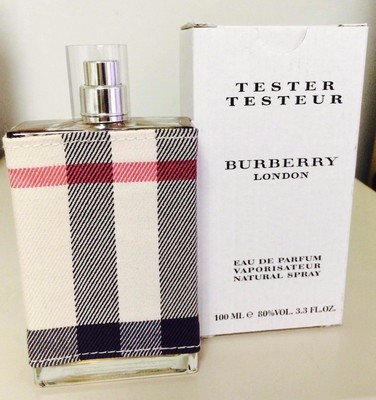 TESTER
TESTEUR
BURBERRY
LONDON
EAU DE PARFUM
VAPORISATEUR
NATURAL SPRAY
100 ML ℮ 80%VOL. 3.3 FL.OZ.